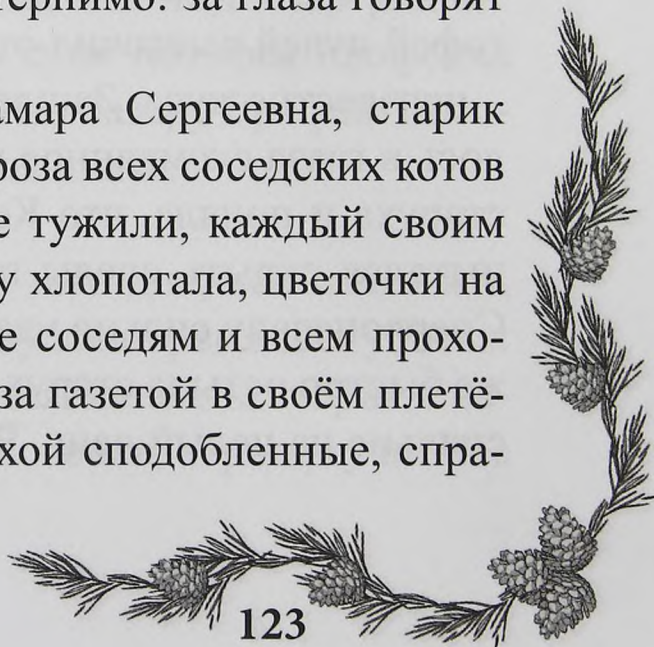 ернимо: за глаза говорят
амара Сергеевна, старик
роза всех соседских котов
е тужили, каждый своим
у хлопотала, цветочки на
е соседям и всем прохо-
за газетой в своём плетё-
хой сподобленные, спра-
123